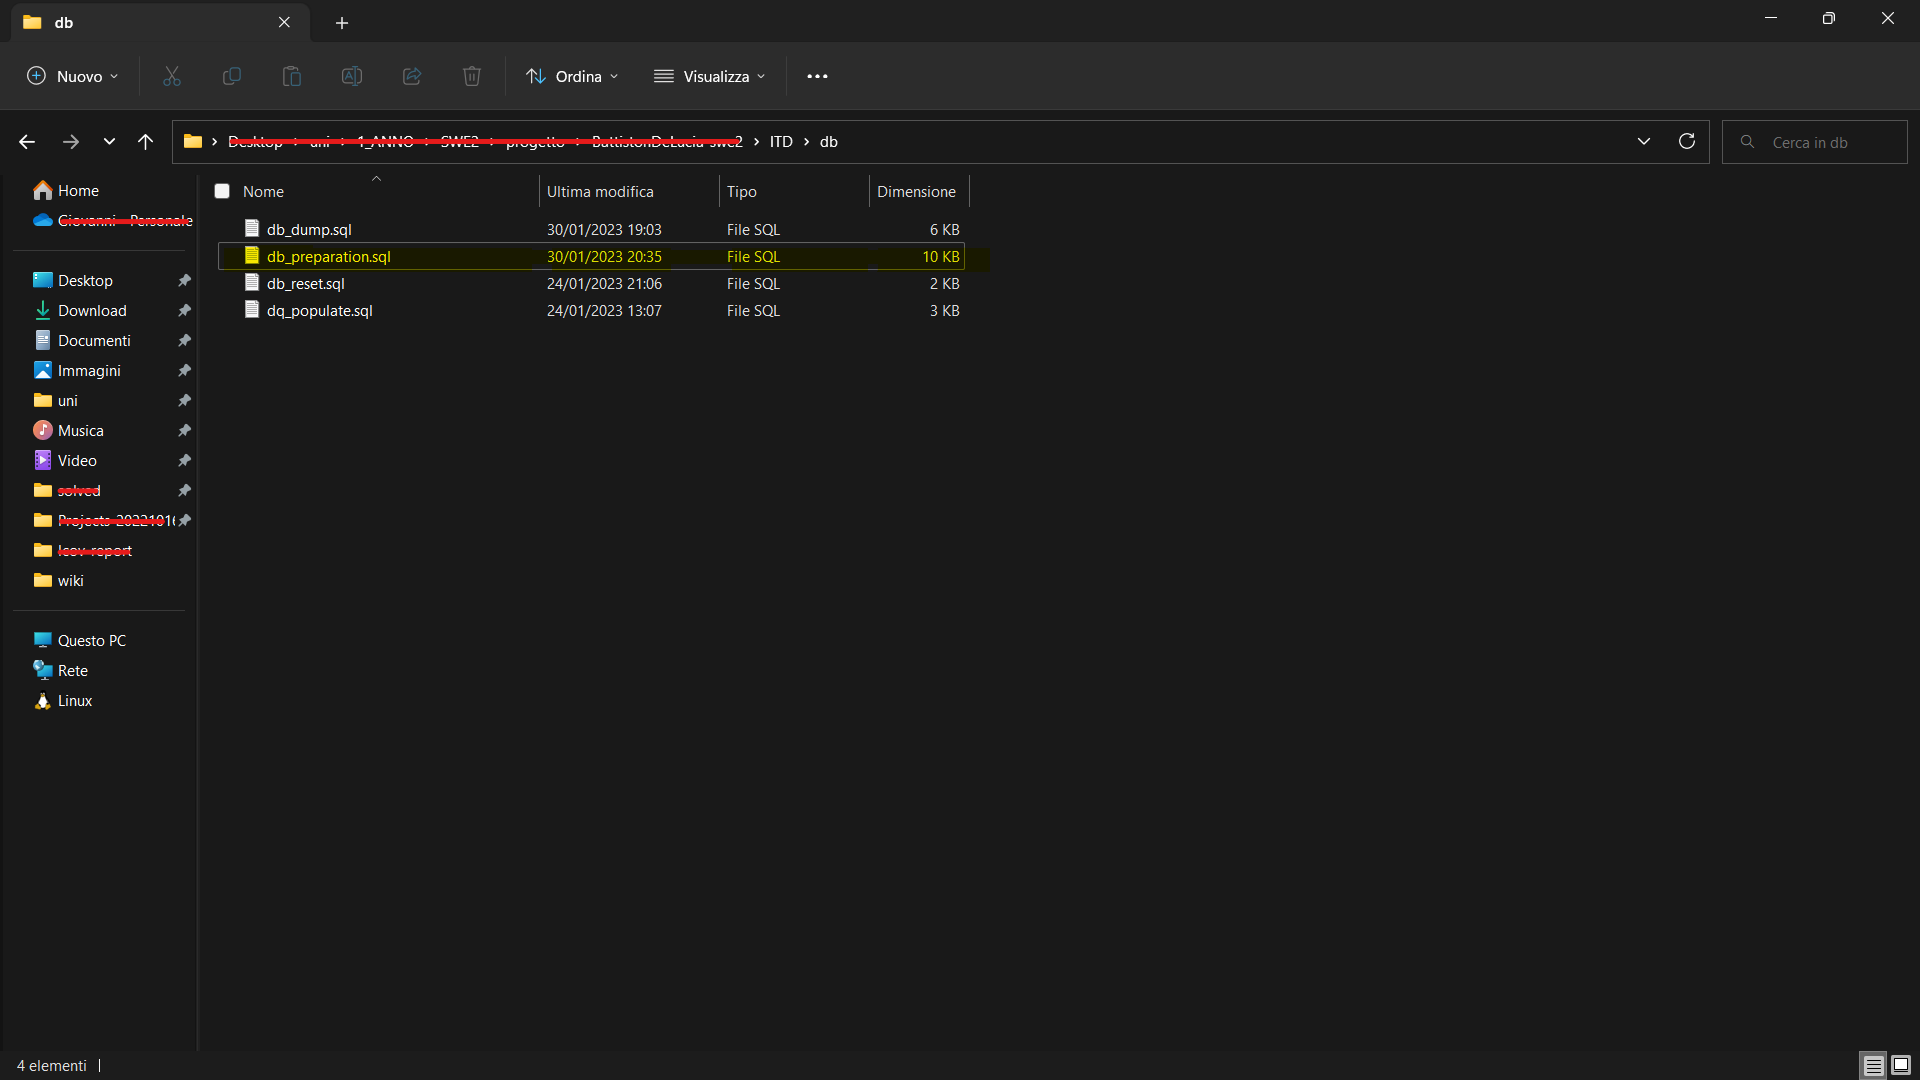 db
Nuovo
Ordina
Visualizza
Desktop > uni > 1_ANNO > SWE2 > progetto > BattistonDeLucia-swe2 > ITD > db
Cerca in db
Home
Giovanni - Personale
Desktop
Download
Documenti
Immagini
uni
Musica
Video
solved
Projects-20221016
report
wiki
Questo PC
Rete
Linux
Nome Ultima modifica Tipo Dimensione
db_dump.sql 30/01/2023 19:03 File SQL 6 KB
db_preparation.sql 30/01/2023 20:35 File SQL 10 KB
db_reset.sql 24/01/2023 21:06 File SQL 2 KB
dq_populate.sql 24/01/2023 13:07 File SQL 3 KB
4 elementi